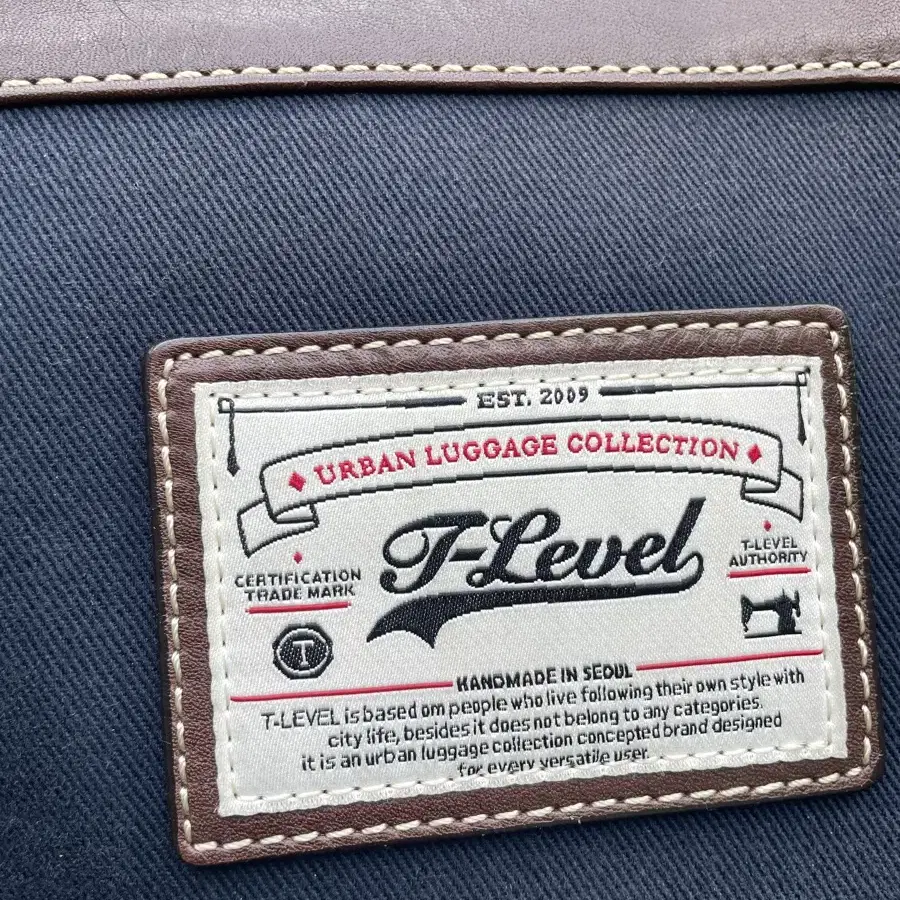 EST. 2009
URBAN LUGGAGE COLLECTION
T-Level
CERTIFICATION
TRADE MARK
T
T-LEVEL
AUTHORITY
HANDMADE IN SEOUL
T-LEVEL is based om people who live following their own style with
city life, besides it does not belong to any categories.
it is an urban luggage collection concepted brand designed
for every versatile user.